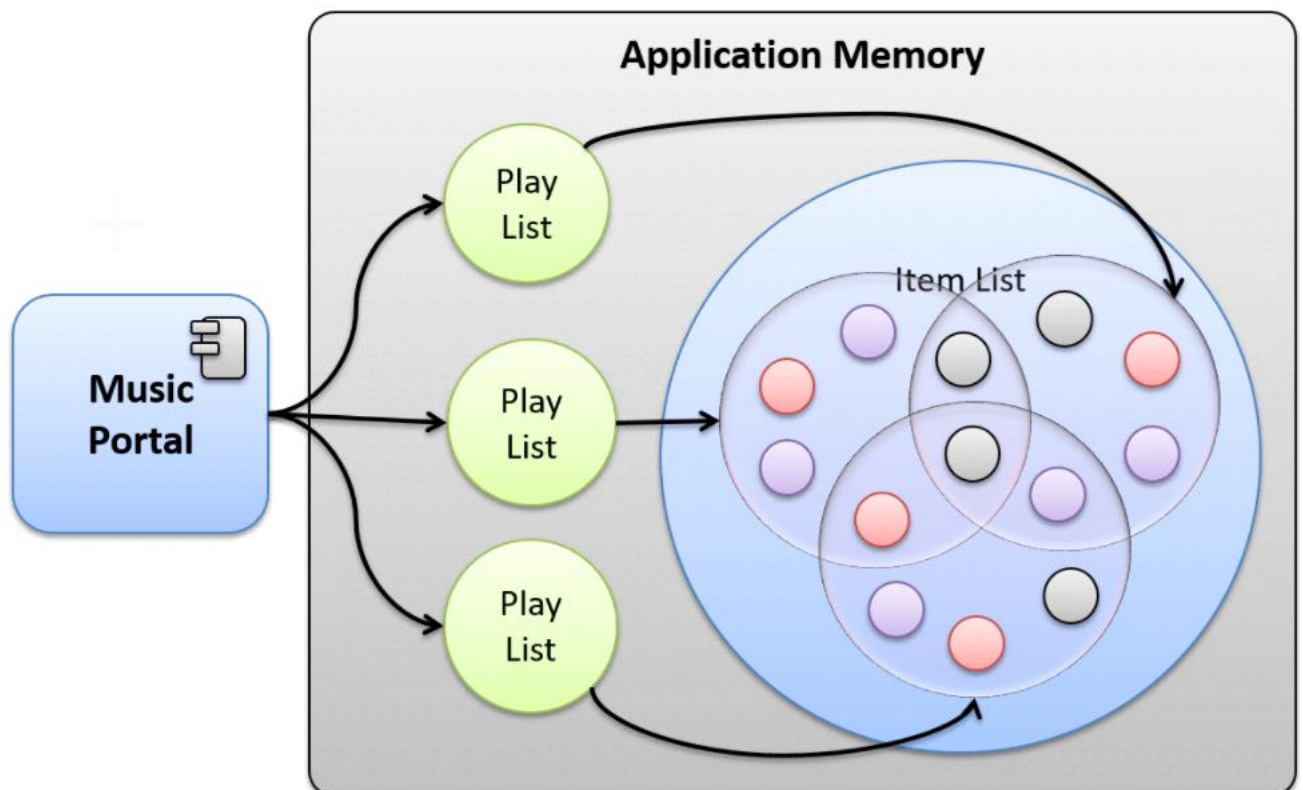 Application Memory
Play
List
Item List
Music
Portal
Play
List
Play
List